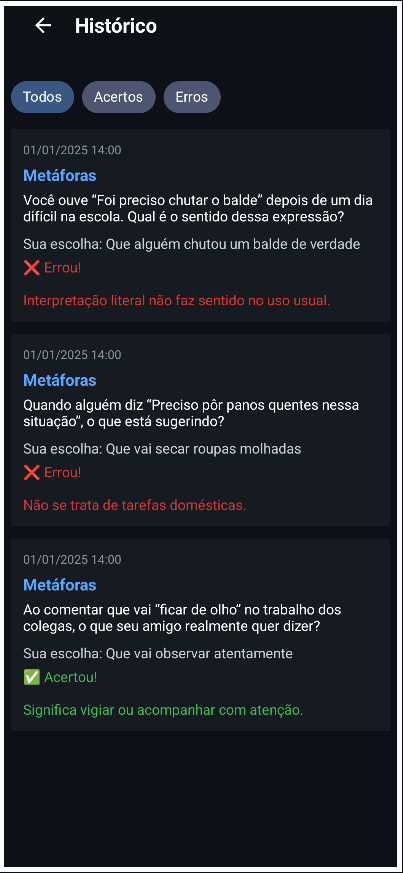 Histórico
Todos Acertos Erros
01/01/2025 14:00
Metáforas
Você ouve “Foi preciso chutar o balde” depois de um dia
difícil na escola. Qual é o sentido dessa expressão?
Sua escolha: Que alguém chutou um balde de verdade
❌ Errou!
Interpretação literal não faz sentido no uso usual.
01/01/2025 14:00
Metáforas
Quando alguém diz “Preciso pôr panos quentes nessa
situação”, o que está sugerindo?
Sua escolha: Que vai secar roupas molhadas
❌ Errou!
Não se trata de tarefas domésticas.
01/01/2025 14:00
Metáforas
Ao comentar que vai “ficar de olho” no trabalho dos
colegas, o que seu amigo realmente quer dizer?
Sua escolha: Que vai observar atentamente
✅ Acertou!
Significa vigiar ou acompanhar com atenção.